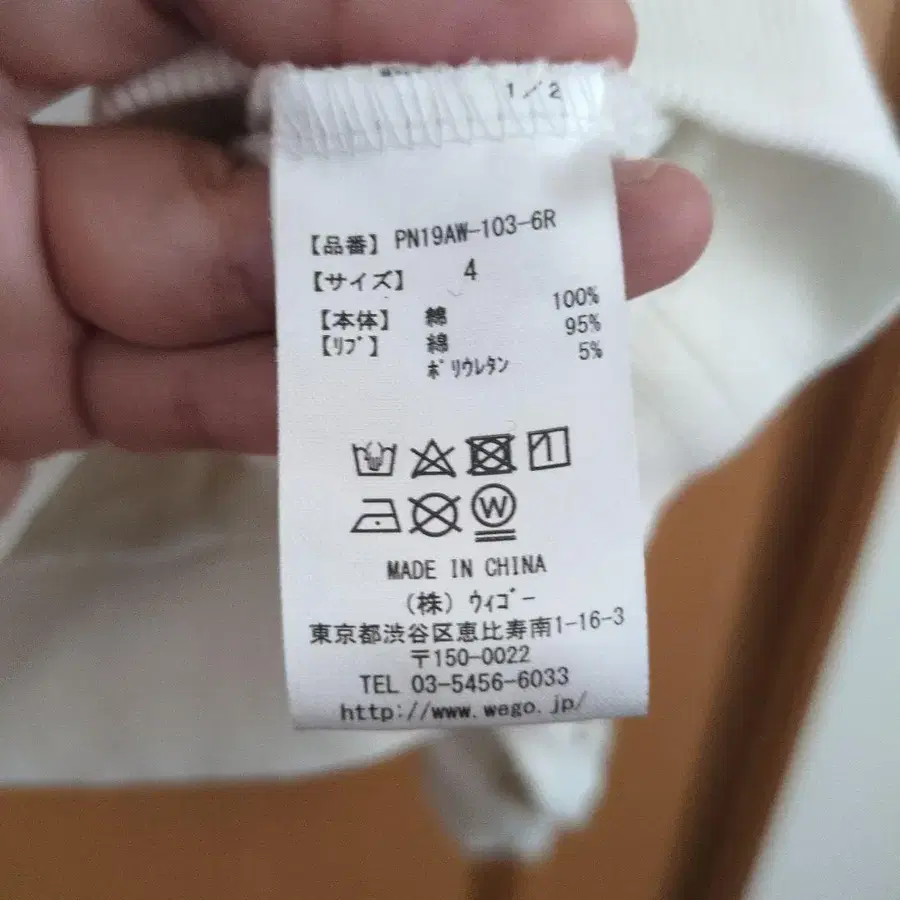 1/2
【品番】 PN19AW-103-6R
【サイズ】 4
【本体】 綿 100%
【ﾘﾌﾞ】 綿 95%
ﾎﾟﾘｳﾚﾀﾝ 5%
W
MADE IN CHINA
(株) ｳｨｺﾞｰ
東京都渋谷区恵比寿南1-16-3
〒150-0022
TEL 03-5456-6033
http://www.wego.jp/